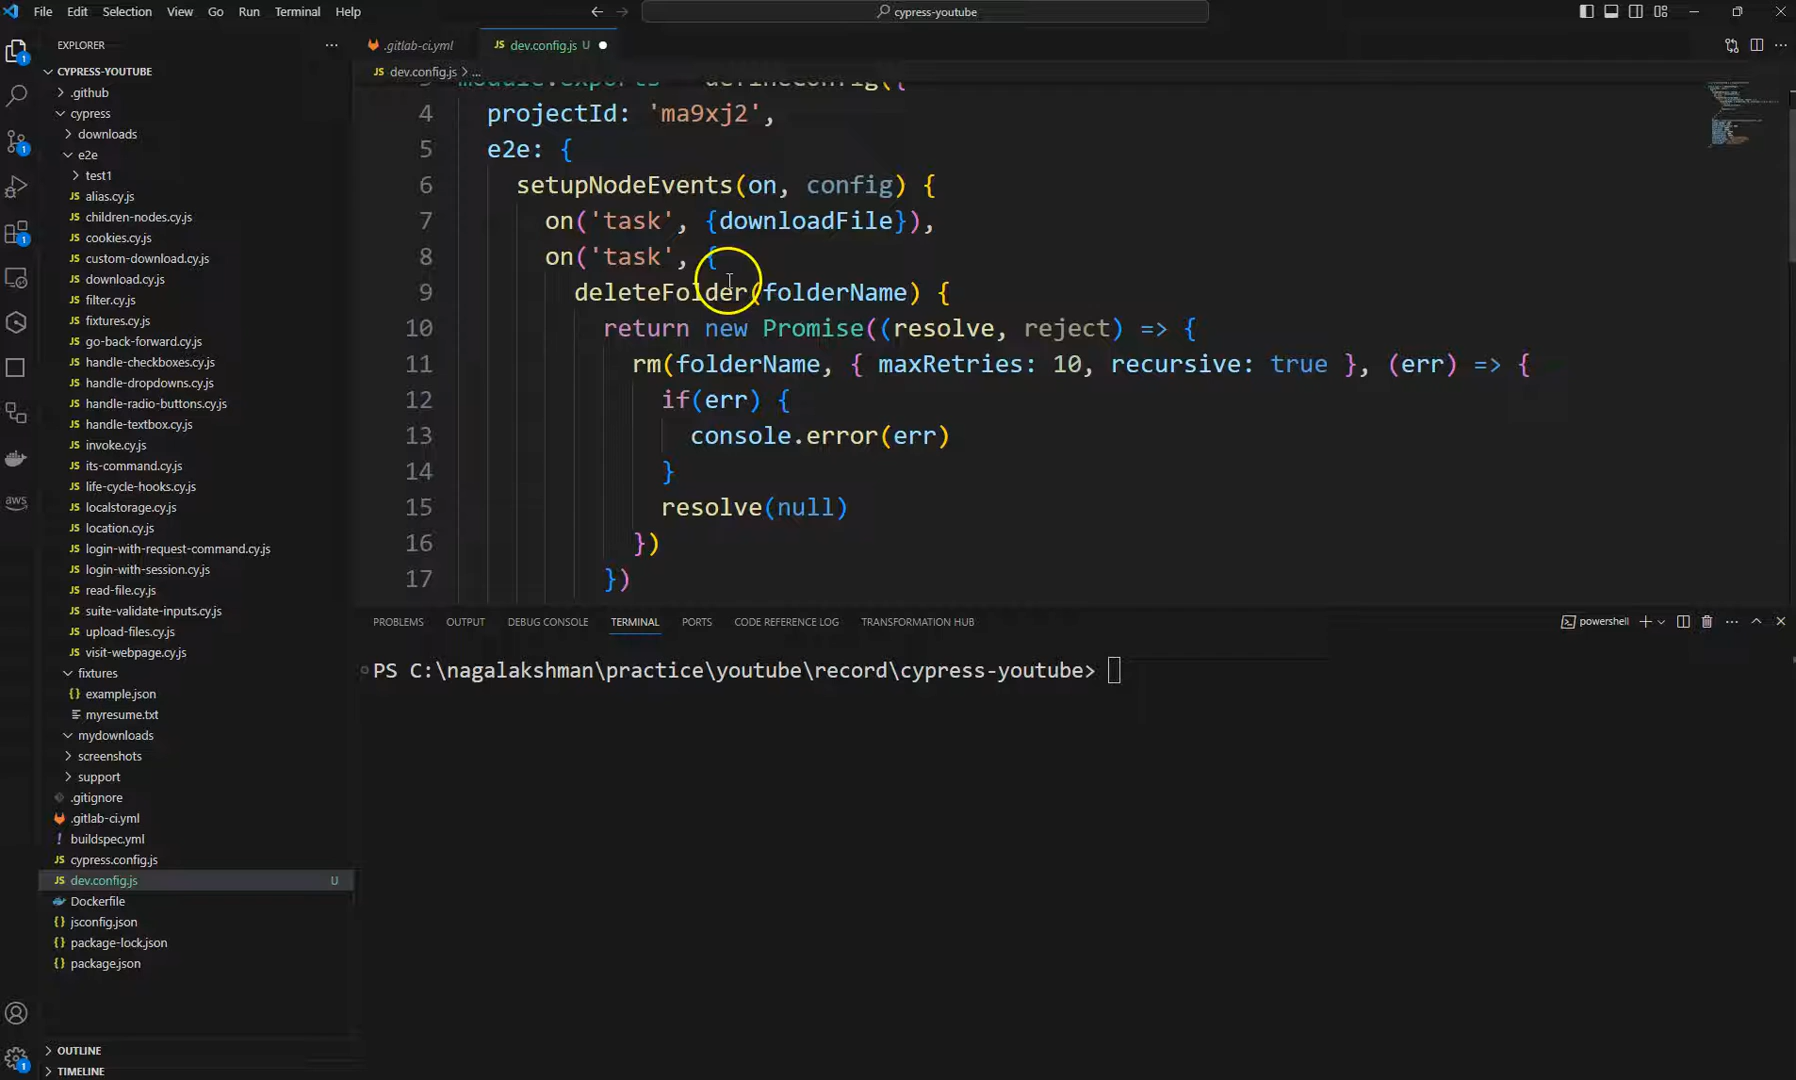 File Edit Selection View Go Run Terminal Help
cypress-youtube
EXPLORER
.gitlab-ci.yml
dev.config.js U
dev.config.js > ...
CYPRESS-YOUTUBE
.github
cypress
downloads
e2e
test1
alias.cy.js
children-nodes.cy.js
cookies.cy.js
custom-download.cy.js
download.cy.js
filter.cy.js
fixtures.cy.js
go-back-forward.cy.js
handle-checkboxes.cy.js
handle-dropdowns.cy.js
handle-radio-buttons.cy.js
handle-textbox.cy.js
invoke.cy.js
its-command.cy.js
life-cycle-hooks.cy.js
localstorage.cy.js
location.cy.js
login-with-request-command.cy.js
login-with-session.cy.js
read-file.cy.js
suite-validate-inputs.cy.js
upload-files.cy.js
visit-webpage.cy.js
fixtures
example.json
myresume.txt
mydownloads
screenshots
support
.gitignore
.gitlab-ci.yml
buildspec.yml
cypress.config.js
dev.config.js U
Dockerfile
jsconfig.json
package-lock.json
package.json
OUTLINE
TIMELINE
aws
3 module.exports = defineConfig({
4 projectId: 'ma9xj2',
5 e2e: {
6 setupNodeEvents(on, config) {
7 on('task', {downloadFile}),
8 on('task', {
9 deleteFolder(folderName) {
10 return new Promise((resolve, reject) => {
11 rm(folderName, { maxRetries: 10, recursive: true }, (err) => {
12 if(err) {
13 console.error(err)
14 }
15 resolve(null)
16 })
17 })
PROBLEMS OUTPUT DEBUG CONSOLE TERMINAL PORTS CODE REFERENCE LOG TRANSFORMATION HUB
powershell
PS C:\nagalakshman\practice\youtube\record\cypress-youtube>